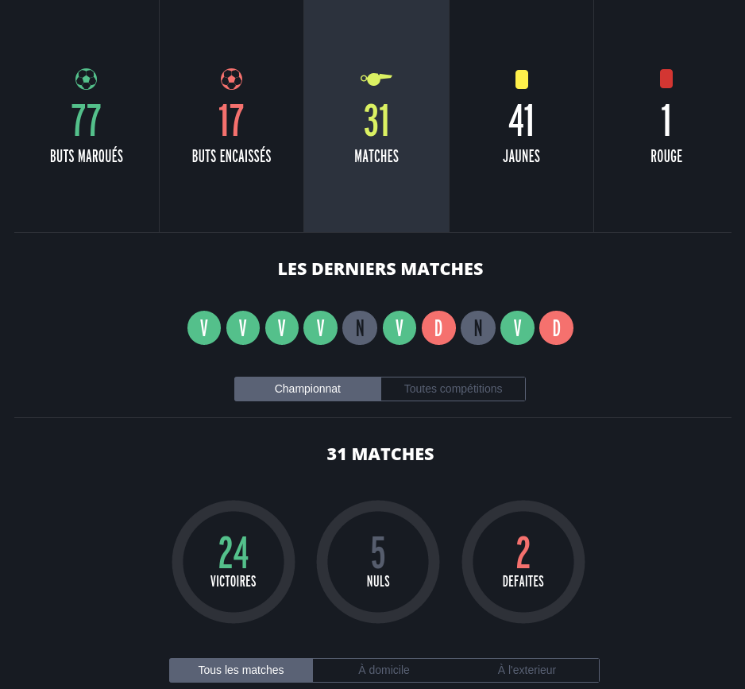 77 17 31 41 1
BUTS MARQUÉS BUTS ENCAISSÉS MATCHES JAUNES ROUGE
LES DERNIERS MATCHES
V V V V N V D N V D
Championnat Toutes compétitions
31 MATCHES
24 5 2
VICTOIRES NULS DEFAITES
Tous les matches À domicile À l'exterieur